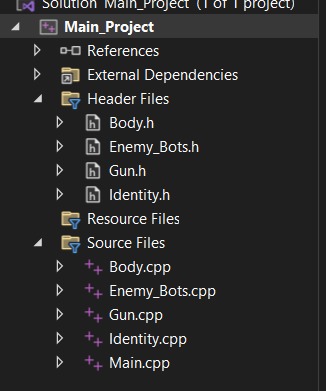 Solution 'Main_Project' (1 of 1 project)
Main_Project
References
External Dependencies
Header Files
Body.h
Enemy_Bots.h
Gun.h
Identity.h
Resource Files
Source Files
Body.cpp
Enemy_Bots.cpp
Gun.cpp
Identity.cpp
Main.cpp